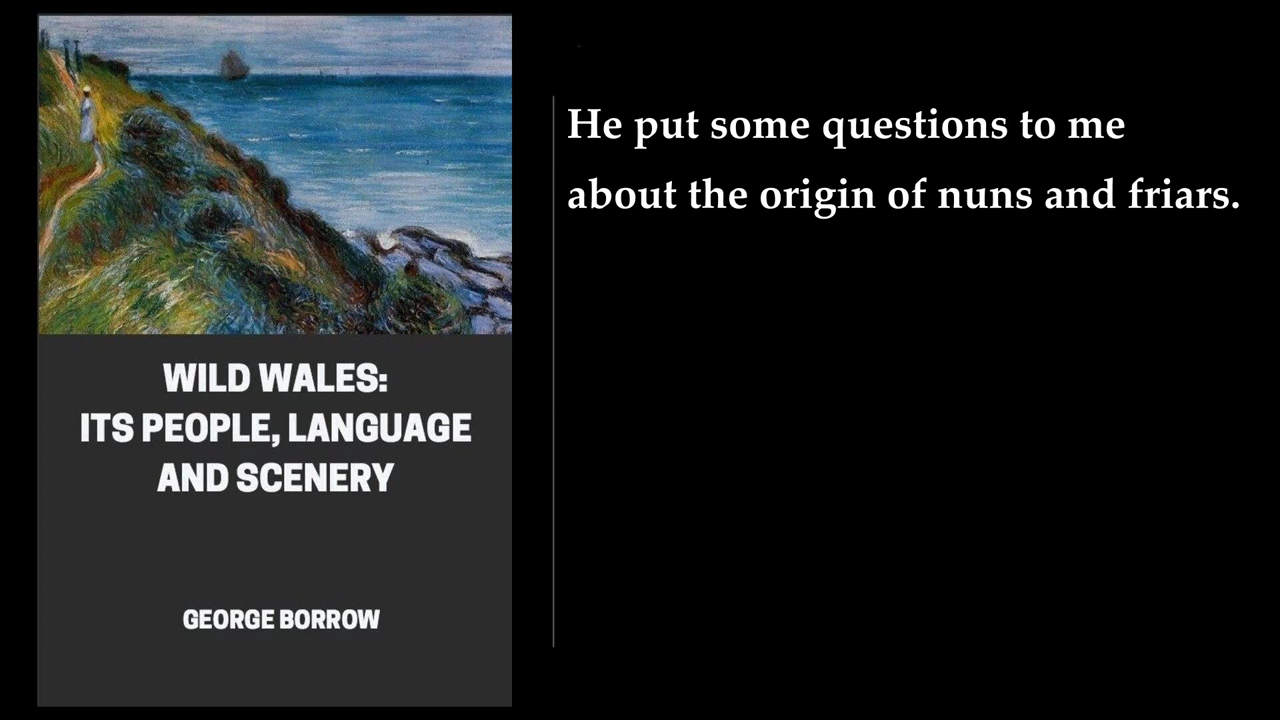 WILD WALES:
ITS PEOPLE, LANGUAGE
AND SCENERY
GEORGE BORROW
He put some questions to me
about the origin of nuns and friars.